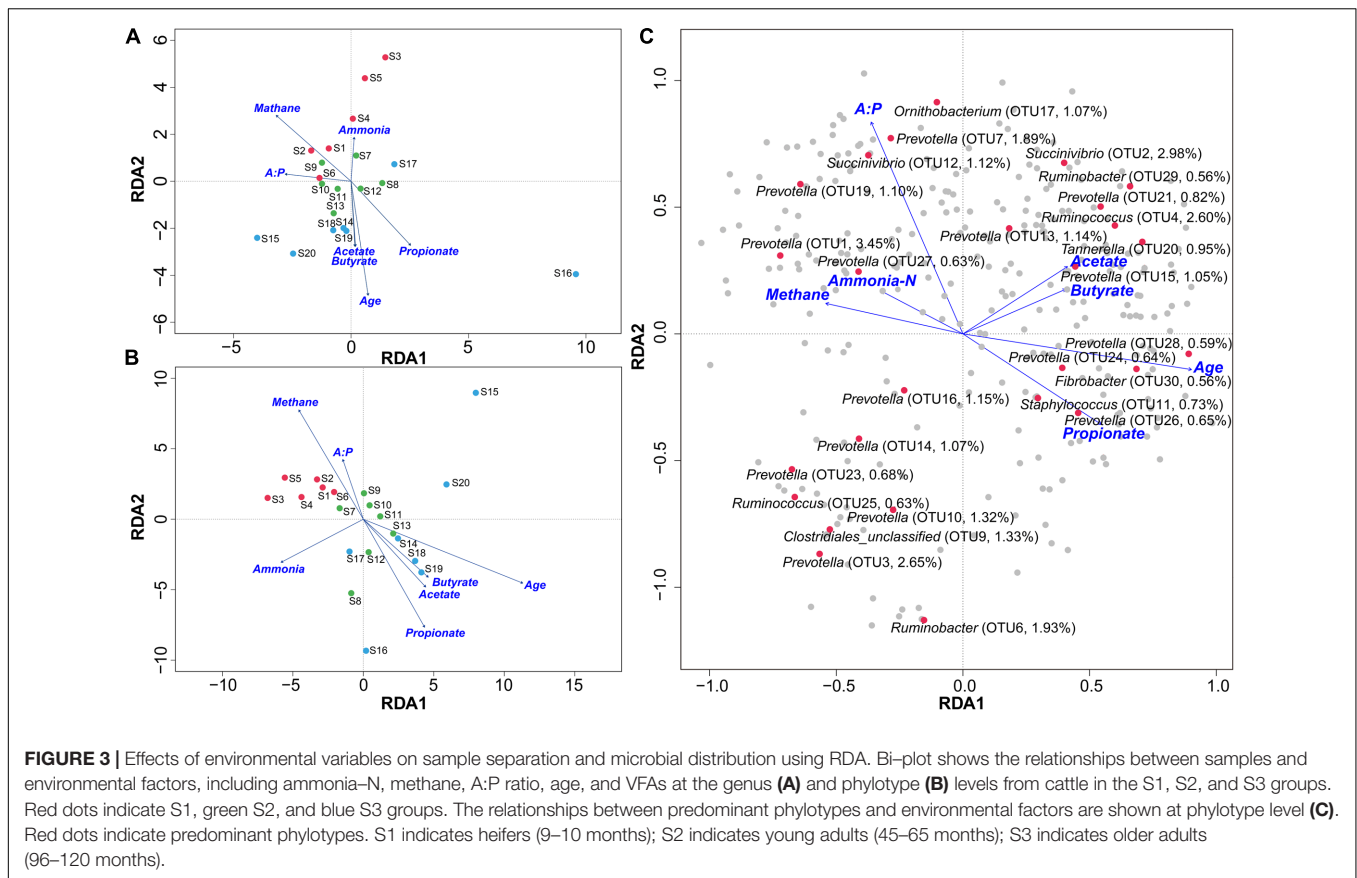 A
6
4
2
0
−2
−4
−6
RDA2
S3
S5
S4
Mathane
Ammonia
S2
S1
S7
S17
S9
A:P
S6
S8
S10
S12
S11
S13
S18
S14
S15
S19
S20
Acetate
Butyrate
Propionate
S16
Age
−5
0
5
10
RDA1
B
10
5
0
−5
−10
RDA2
S15
Methane
A:P
S5
S2
S20
S3
S1
S6
S9
S4
S10
S7
S11
S13
S17
S14
S12
S18
Ammonia
S19
Butyrate
Age
Acetate
S8
Propionate
S16
−10
−5
0
5
10
15
RDA1
C
1.0
0.5
0.0
−0.5
−1.0
RDA2
A:P
Ornithobacterium (OTU17, 1.07%)
Prevotella (OTU7, 1.89%)
Succinivibrio (OTU2, 2.98%)
Succinivibrio (OTU12, 1.12%)
Ruminobacter (OTU29, 0.56%)
Prevotella (OTU19, 1.10%)
Prevotella (OTU21, 0.82%)
Ruminococcus (OTU4, 2.60%)
Prevotella (OTU1, 3.45%)
Prevotella (OTU13, 1.14%)
Tannerella (OTU20, 0.95%)
Prevotella (OTU27, 0.63%)
Acetate
Ammonia-N
Prevotella (OTU15, 1.05%)
Methane
Butyrate
Prevotella (OTU28, 0.59%)
Prevotella (OTU24, 0.64%)
Age
Fibrobacter (OTU30, 0.56%)
Prevotella (OTU16, 1.15%)
Staphylococcus (OTU11, 0.73%)
Prevotella (OTU26, 0.65%)
Propionate
Prevotella (OTU14, 1.07%)
Prevotella (OTU23, 0.68%)
Ruminococcus (OTU25, 0.63%)
Prevotella (OTU10, 1.32%)
Clostridiales_unclassified (OTU9, 1.33%)
Prevotella (OTU3, 2.65%)
Ruminobacter (OTU6, 1.93%)
−1.0
−0.5
0.0
0.5
1.0
RDA1
FIGURE 3 | Effects of environmental variables on sample separation and microbial distribution using RDA. Bi–plot shows the relationships between samples and
environmental factors, including ammonia–N, methane, A:P ratio, age, and VFAs at the genus (A) and phylotype (B) levels from cattle in the S1, S2, and S3 groups.
Red dots indicate S1, green S2, and blue S3 groups. The relationships between predominant phylotypes and environmental factors are shown at phylotype level (C).
Red dots indicate predominant phylotypes. S1 indicates heifers (9–10 months); S2 indicates young adults (45–65 months); S3 indicates older adults
(96–120 months).